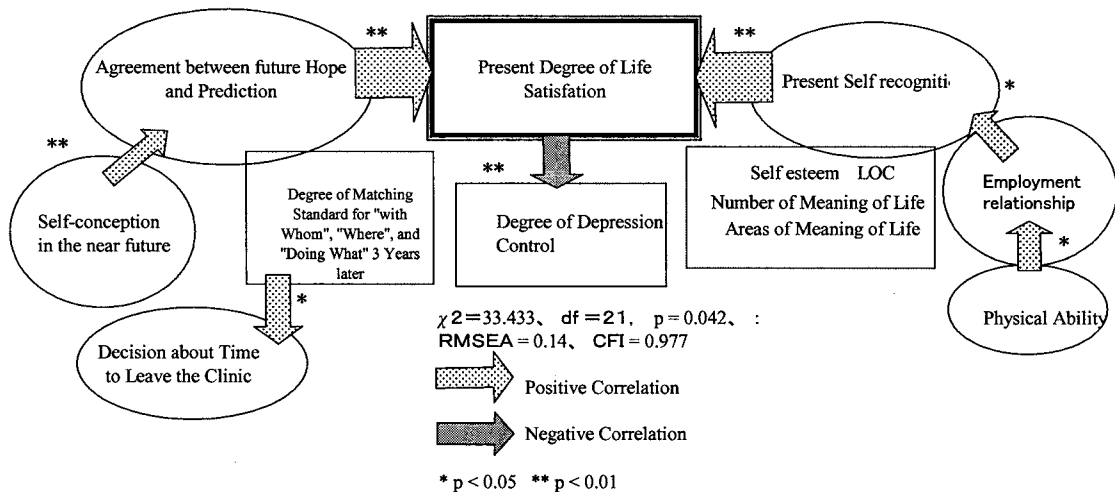 **
Agreement between future Hope
and Prediction
**
Present Degree of Life
Satisfation
**
Present Self recogniti
*
**
Self-conception
in the near future
Degree of Matching
Standard for "with
Whom", "Where", and
"Doing What" 3 Years
later
**
Degree of Depression
Control
Self esteem LOC
Number of Meaning of Life
Areas of Meaning of Life
Employment
relationship
*
Physical Ability
*
Decision about Time
to Leave the Clinic
χ2=33.433、 df=21, p=0.042、 :
RMSEA=0.14、 CFI=0.977
Positive Correlation
Negative Correlation
* p < 0.05 ** p < 0.01